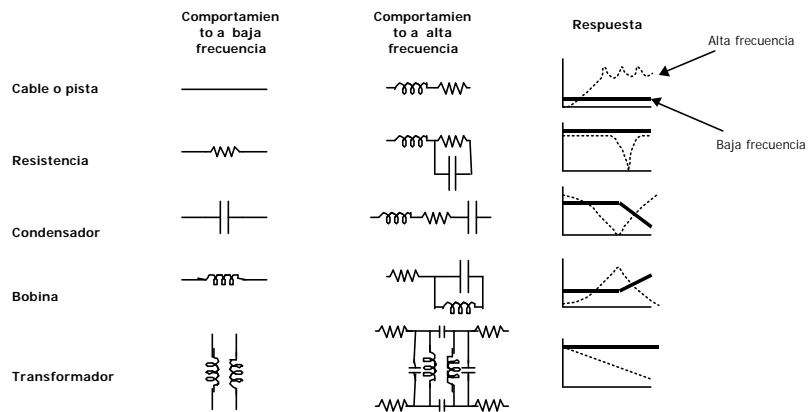 Comportamien
to a baja
frecuencia
Comportamien
to a alta
frecuencia
Respuesta
Alta frecuencia
Cable o pista
Baja frecuencia
Resistencia
Condensador
Bobina
Transformador